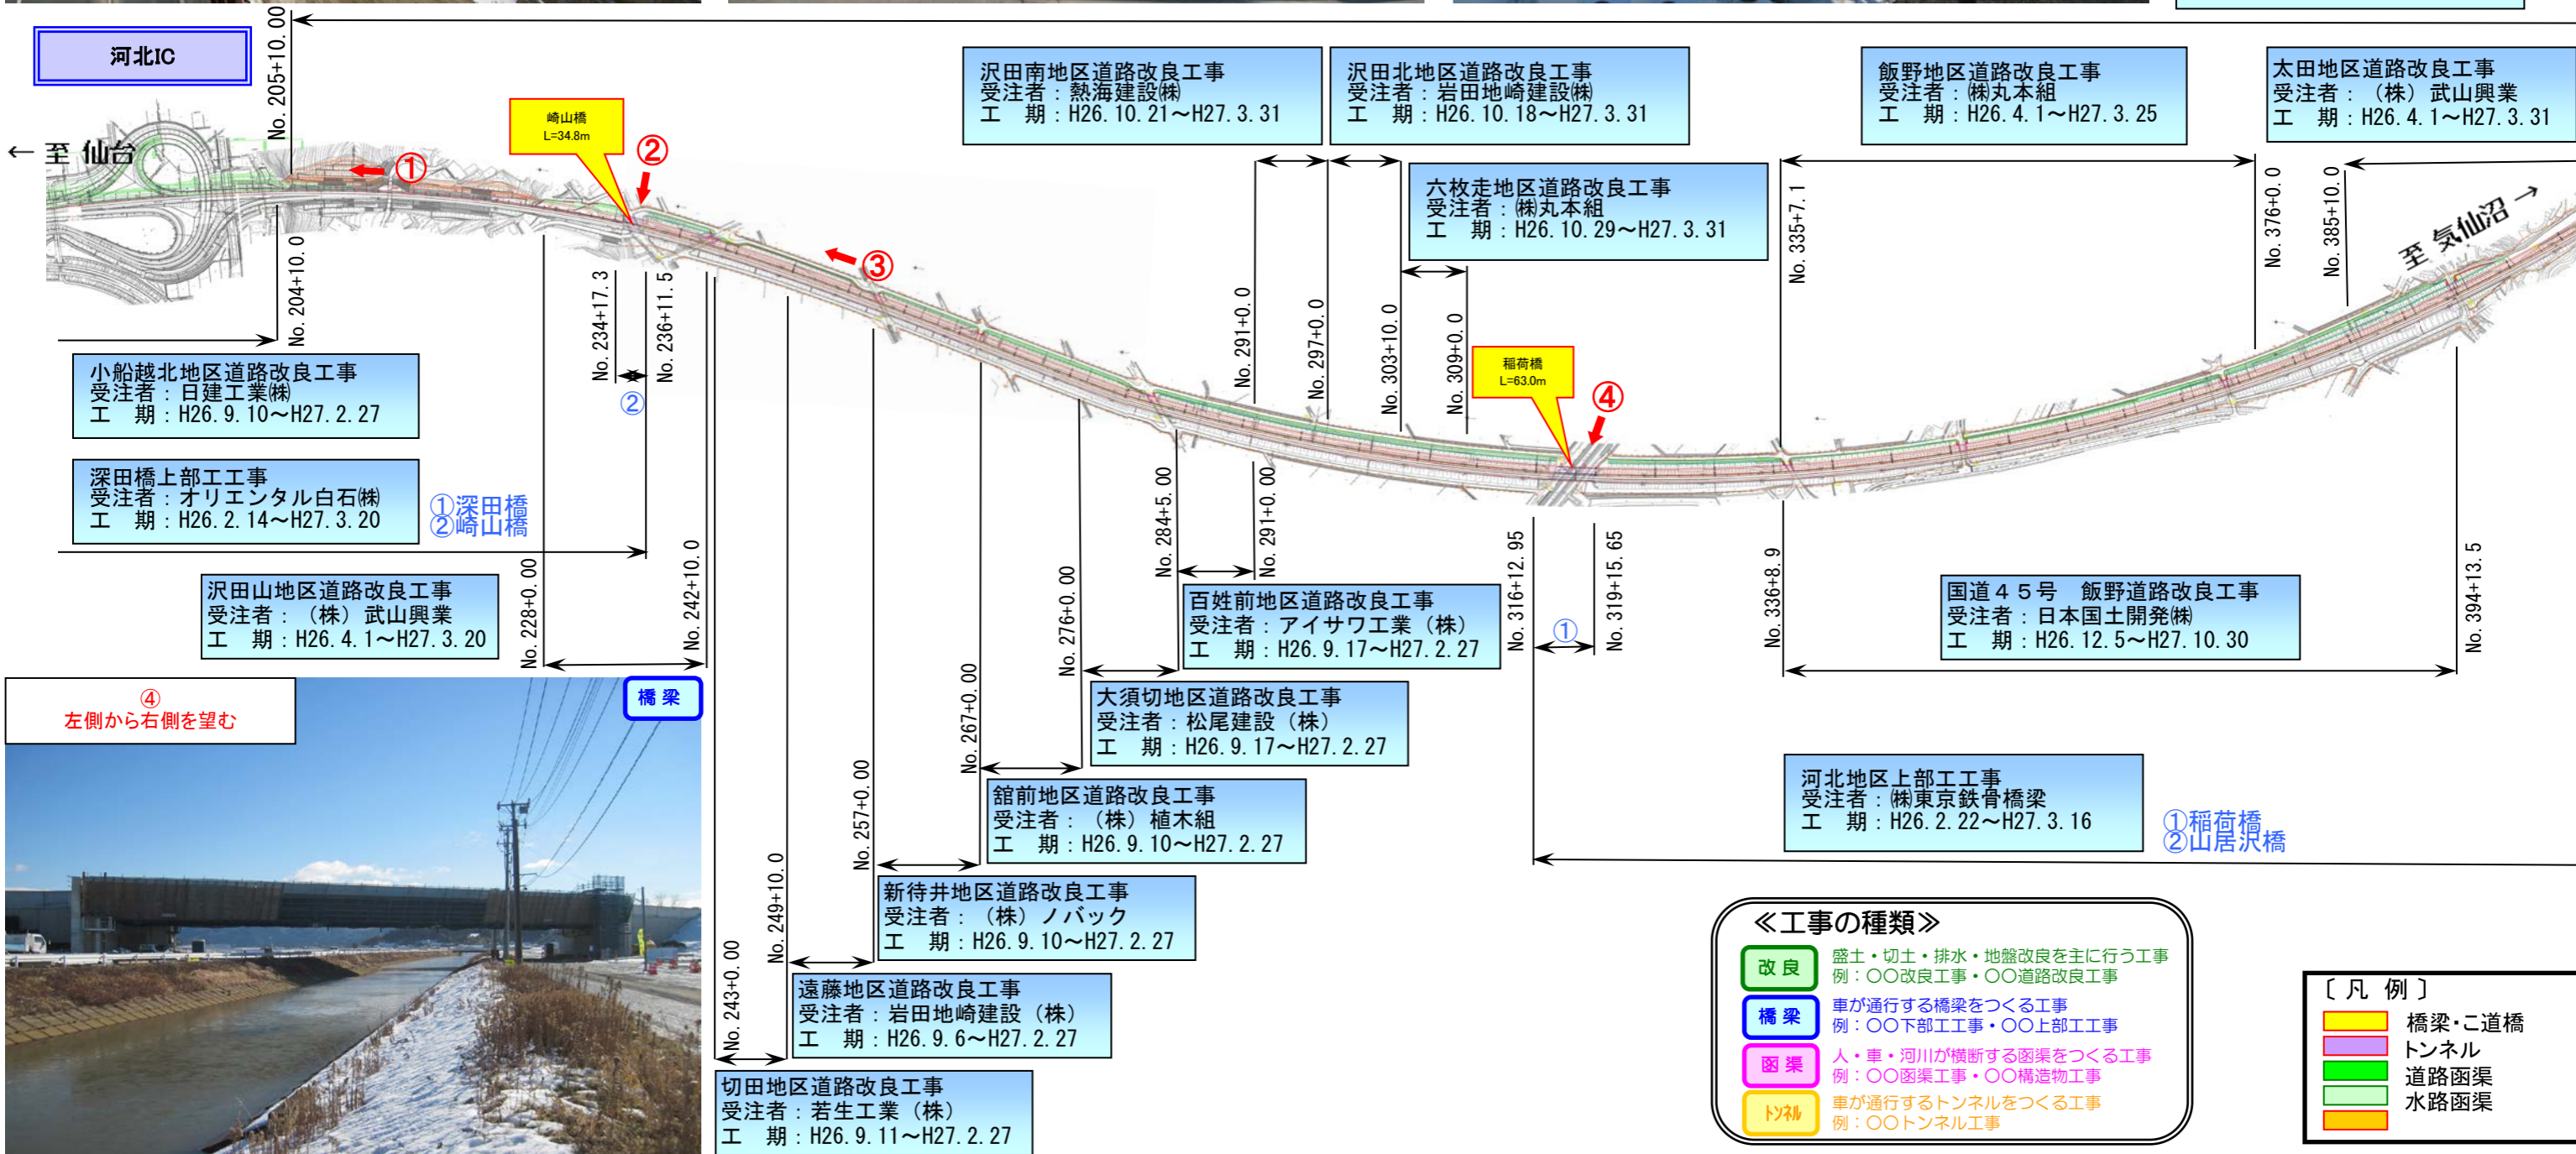 河北IC
No. 205+10. 00
← 至 仙台
①
崎山橋
L=34.8m
②
③
沢田南地区道路改良工事
受注者：熱海建設㈱
工　期：H26. 10. 21～H27. 3. 31
沢田北地区道路改良工事
受注者：岩田地崎建設㈱
工　期：H26. 10. 18～H27. 3. 31
六枚走地区道路改良工事
受注者：㈱丸本組
工　期：H26. 10. 29～H27. 3. 31
飯野地区道路改良工事
受注者：㈱丸本組
工　期：H26. 4. 1～H27. 3. 25
太田地区道路改良工事
受注者：（株）武山興業
工　期：H26. 4. 1～H27. 3. 31
No. 335+7. 1
No. 376+0. 0
No. 385+10. 0
至 気仙沼 →
No. 204+10. 0
No. 234+17. 3
No. 236+11. 5
②
No. 291+0. 0
No. 297+0. 0
No. 303+10. 0
No. 309+0. 0
稲荷橋
L=63.0m
④
小船越北地区道路改良工事
受注者：日建工業㈱
工　期：H26. 9. 10～H27. 2. 27
深田橋上部工工事
受注者：オリエンタル白石㈱
工　期：H26. 2. 14～H27. 3. 20
①深田橋
②崎山橋
沢田山地区道路改良工事
受注者：（株）武山興業
工　期：H26. 4. 1～H27. 3. 20
No. 228+0. 00
No. 242+10. 0
No. 284+5. 00
No. 291+0. 00
No. 316+12. 95
No. 319+15. 65
①
No. 336+8. 9
No. 394+13. 5
百姓前地区道路改良工事
受注者：アイサワ工業（株）
工　期：H26. 9. 17～H27. 2. 27
国道４５号　飯野道路改良工事
受注者：日本国土開発㈱
工　期：H26. 12. 5～H27. 10. 30
No. 276+0. 00
大須切地区道路改良工事
受注者：松尾建設（株）
工　期：H26. 9. 17～H27. 2. 27
No. 267+0. 00
舘前地区道路改良工事
受注者：（株）植木組
工　期：H26. 9. 10～H27. 2. 27
No. 257+0. 00
新待井地区道路改良工事
受注者：（株）ノバック
工　期：H26. 9. 10～H27. 2. 27
No. 249+10. 0
遠藤地区道路改良工事
受注者：岩田地崎建設（株）
工　期：H26. 9. 6～H27. 2. 27
No. 243+0. 00
切田地区道路改良工事
受注者：若生工業（株）
工　期：H26. 9. 11～H27. 2. 27
河北地区上部工工事
受注者：㈱東京鉄骨橋梁
工　期：H26. 2. 22～H27. 3. 16
①稲荷橋
②山居沢橋
④
左側から右側を望む
橋 梁
≪工事の種類≫
改 良
盛土・切土・排水・地盤改良を主に行う工事
例：〇〇改良工事・〇〇道路改良工事
橋 梁
車が通行する橋梁をつくる工事
例：〇〇下部工工事・〇〇上部工工事
函 渠
人・車・河川が横断する函渠をつくる工事
例：〇〇函渠工事・〇〇構造物工事
ﾄﾝﾈﾙ
車が通行するトンネルをつくる工事
例：〇〇トンネル工事
〔 凡　例 〕
橋梁・こ道橋
トンネル
道路函渠
水路函渠